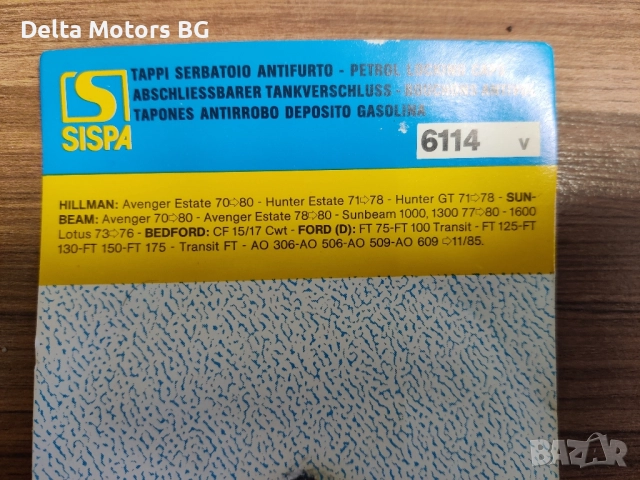 Delta Motors BG
SISPA
TAPPI SERBATOIO ANTIFURTO - PETROL
ABSCHLIESSBARER TANKVERSCHLUSS -
TAPONES ANTIRROBO DEPOSITO GASOLINA
6114 V
HILLMAN: Avenger Estate 70⇨80 - Hunter Estate 71⇨78 - Hunter GT 71⇨78 - SUN-
BEAM: Avenger 70⇨80 - Avenger Estate 78⇨80 - Sunbeam 1000, 1300 77⇨80 - 1600
Lotus 73⇨76 - BEDFORD: CF 15/17 Cwt - FORD (D): FT 75-FT 100 Transit - FT 125-FT
130-FT 150-FT 175 - Transit FT - AO 306-AO 506-AO 509-AO 609 ⇨11/85.
BAZAR